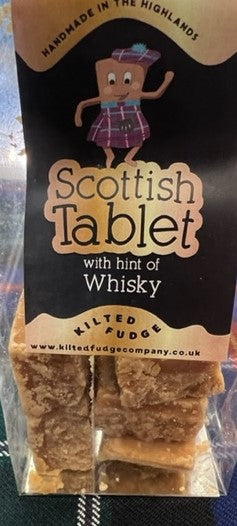 HANDMADE IN THE HIGHLANDS
Scottish
Tablet
with hint of
Whisky
KILTED
FUDGE
www.kiltedfudgecompany.co.uk